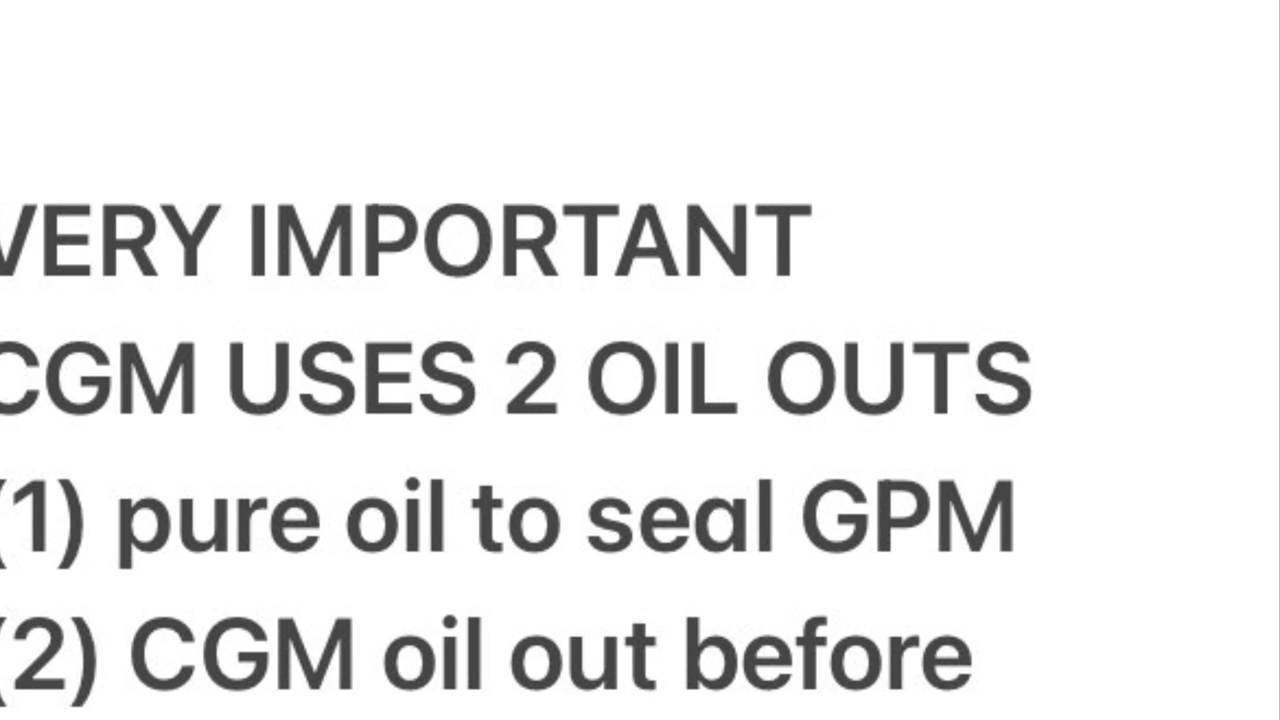 VERY IMPORTANT
CGM USES 2 OIL OUTS
(1) pure oil to seal GPM
(2) CGM oil out before